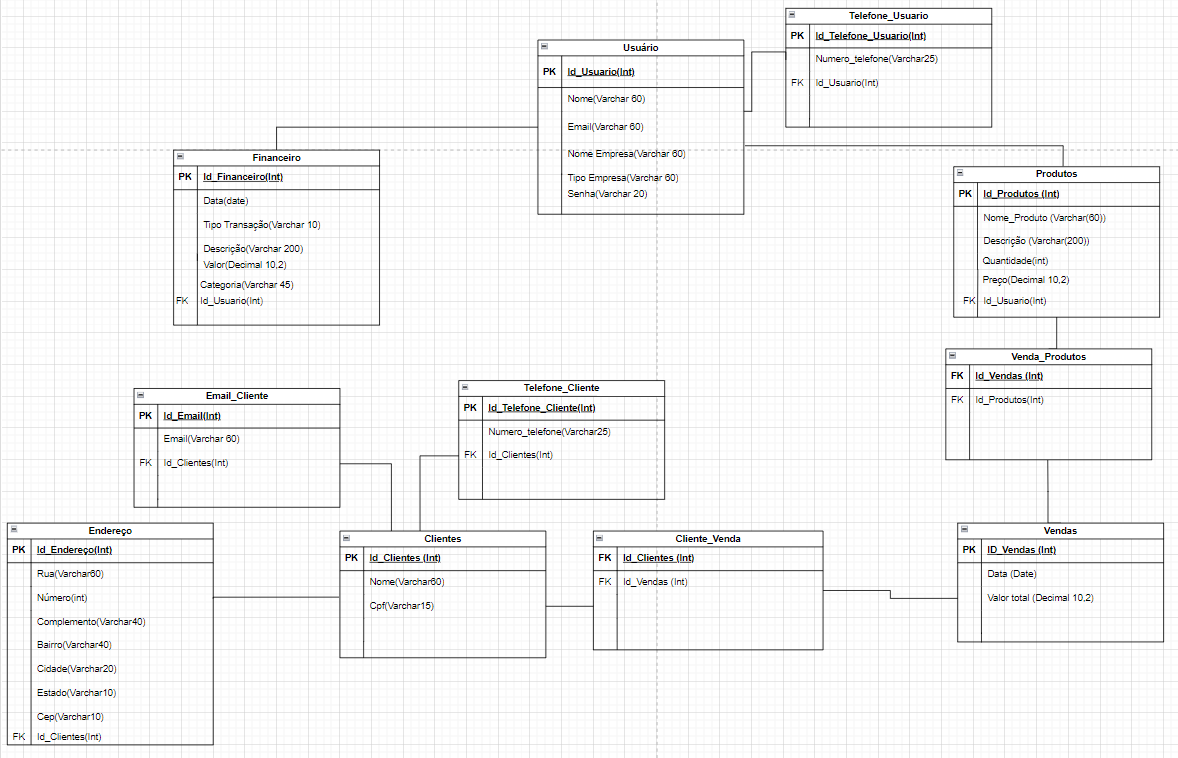 Telefone_Usuario
PK Id_Telefone_Usuario(Int)
Numero_telefone(Varchar25)
FK Id_Usuario(Int)
Usuário
PK Id_Usuario(Int)
Nome(Varchar 60)
Email(Varchar 60)
Nome Empresa(Varchar 60)
Tipo Empresa(Varchar 60)
Senha(Varchar 20)
Financeiro
PK Id_Financeiro(Int)
Data(date)
Tipo Transação(Varchar 10)
Descrição(Varchar 200)
Valor(Decimal 10,2)
Categoria(Varchar 45)
FK Id_Usuario(Int)
Produtos
PK Id_Produtos (Int)
Nome_Produto (Varchar(60))
Descrição (Varchar(200))
Quantidade(int)
Preço(Decimal 10,2)
FK Id_Usuario(Int)
Venda_Produtos
FK Id_Vendas (Int)
FK Id_Produtos(Int)
Email_Cliente
PK Id_Email(Int)
Email(Varchar 60)
FK Id_Clientes(Int)
Telefone_Cliente
PK Id_Telefone_Cliente(Int)
Numero_telefone(Varchar25)
FK Id_Clientes(Int)
Endereço
PK Id_Endereço(Int)
Rua(Varchar60)
Número(int)
Complemento(Varchar40)
Bairro(Varchar40)
Cidade(Varchar20)
Estado(Varchar10)
Cep(Varchar10)
FK Id_Clientes(Int)
Clientes
PK Id_Clientes (Int)
Nome(Varchar60)
Cpf(Varchar15)
Cliente_Venda
FK Id_Clientes (Int)
FK Id_Vendas (Int)
Vendas
PK ID_Vendas (Int)
Data (Date)
Valor total (Decimal 10,2)